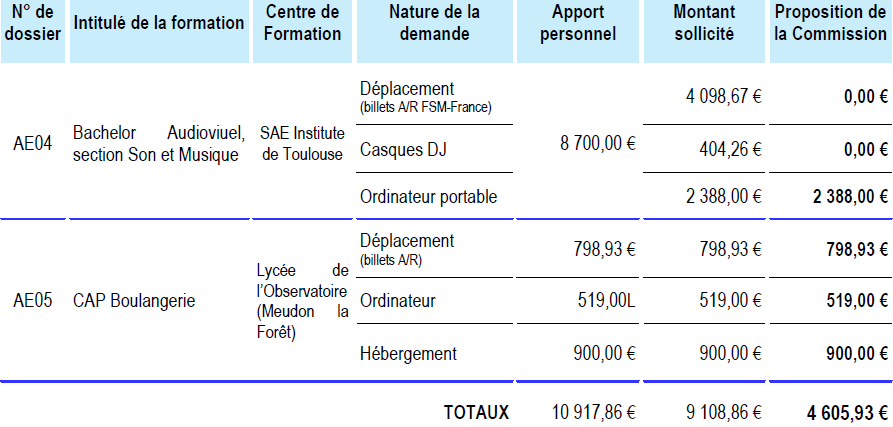 N° de dossier Intitulé de la formation Centre de Formation Nature de la demande Apport personnel Montant sollicité Proposition de la Commission
AE04 Bachelor Audioviuel, section Son et Musique SAE Institute de Toulouse Déplacement (billets A/R FSM-France) 8 700,00 € 4 098,67 € 0,00 €
Casques DJ 404,26 € 0,00 €
Ordinateur portable 2 388,00 € 2 388,00 €
AE05 CAP Boulangerie Lycée de l'Observatoire (Meudon la Forêt) Déplacement (billets A/R) 798,93 € 798,93 € 798,93 €
Ordinateur 519,00L 519,00 € 519,00 €
Hébergement 900,00 € 900,00 € 900,00 €
TOTAUX 10 917,86 € 9 108,86 € 4 605,93 €